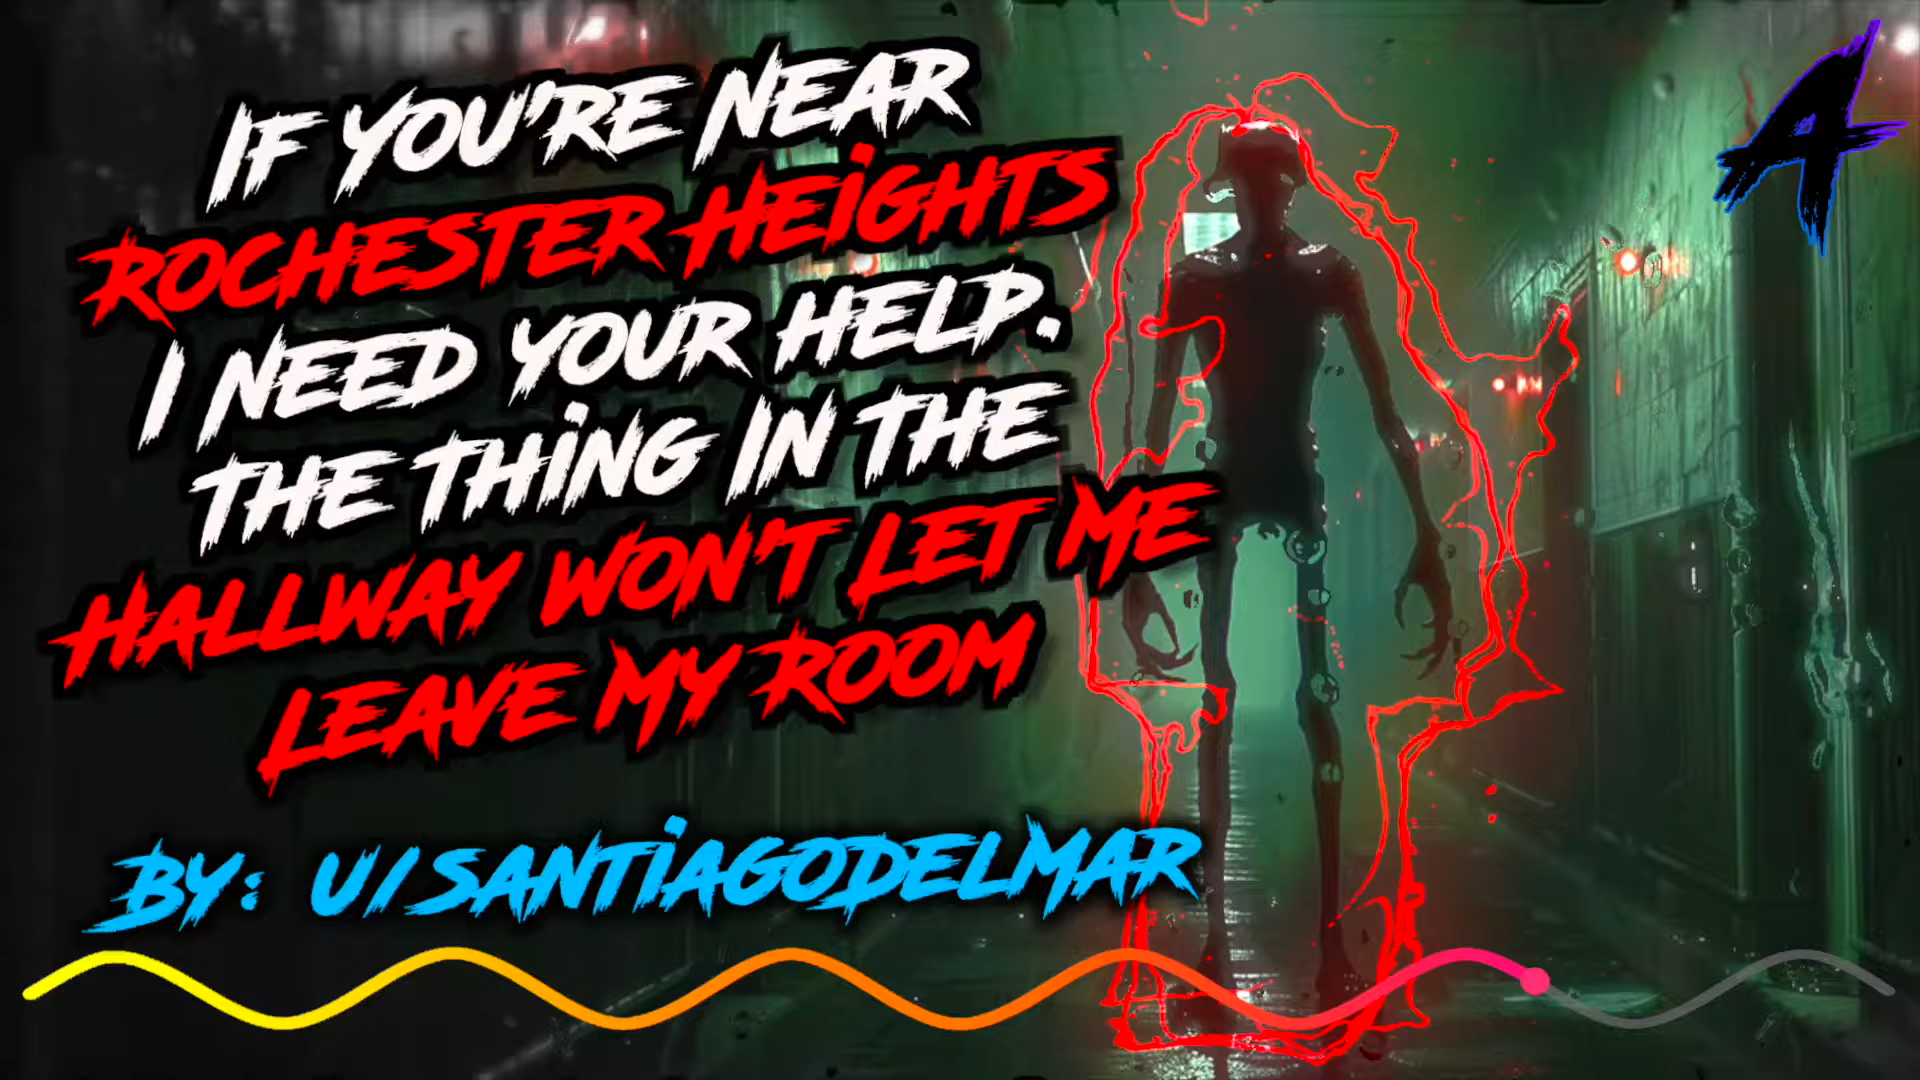 IF YOU'RE NEAR
ROCHESTER HEIGHTS
I NEED YOUR HELP.
THE THING IN THE
HALLWAY WON'T LET ME
LEAVE MY ROOM
BY: U/SANTIAGODELMAR
A